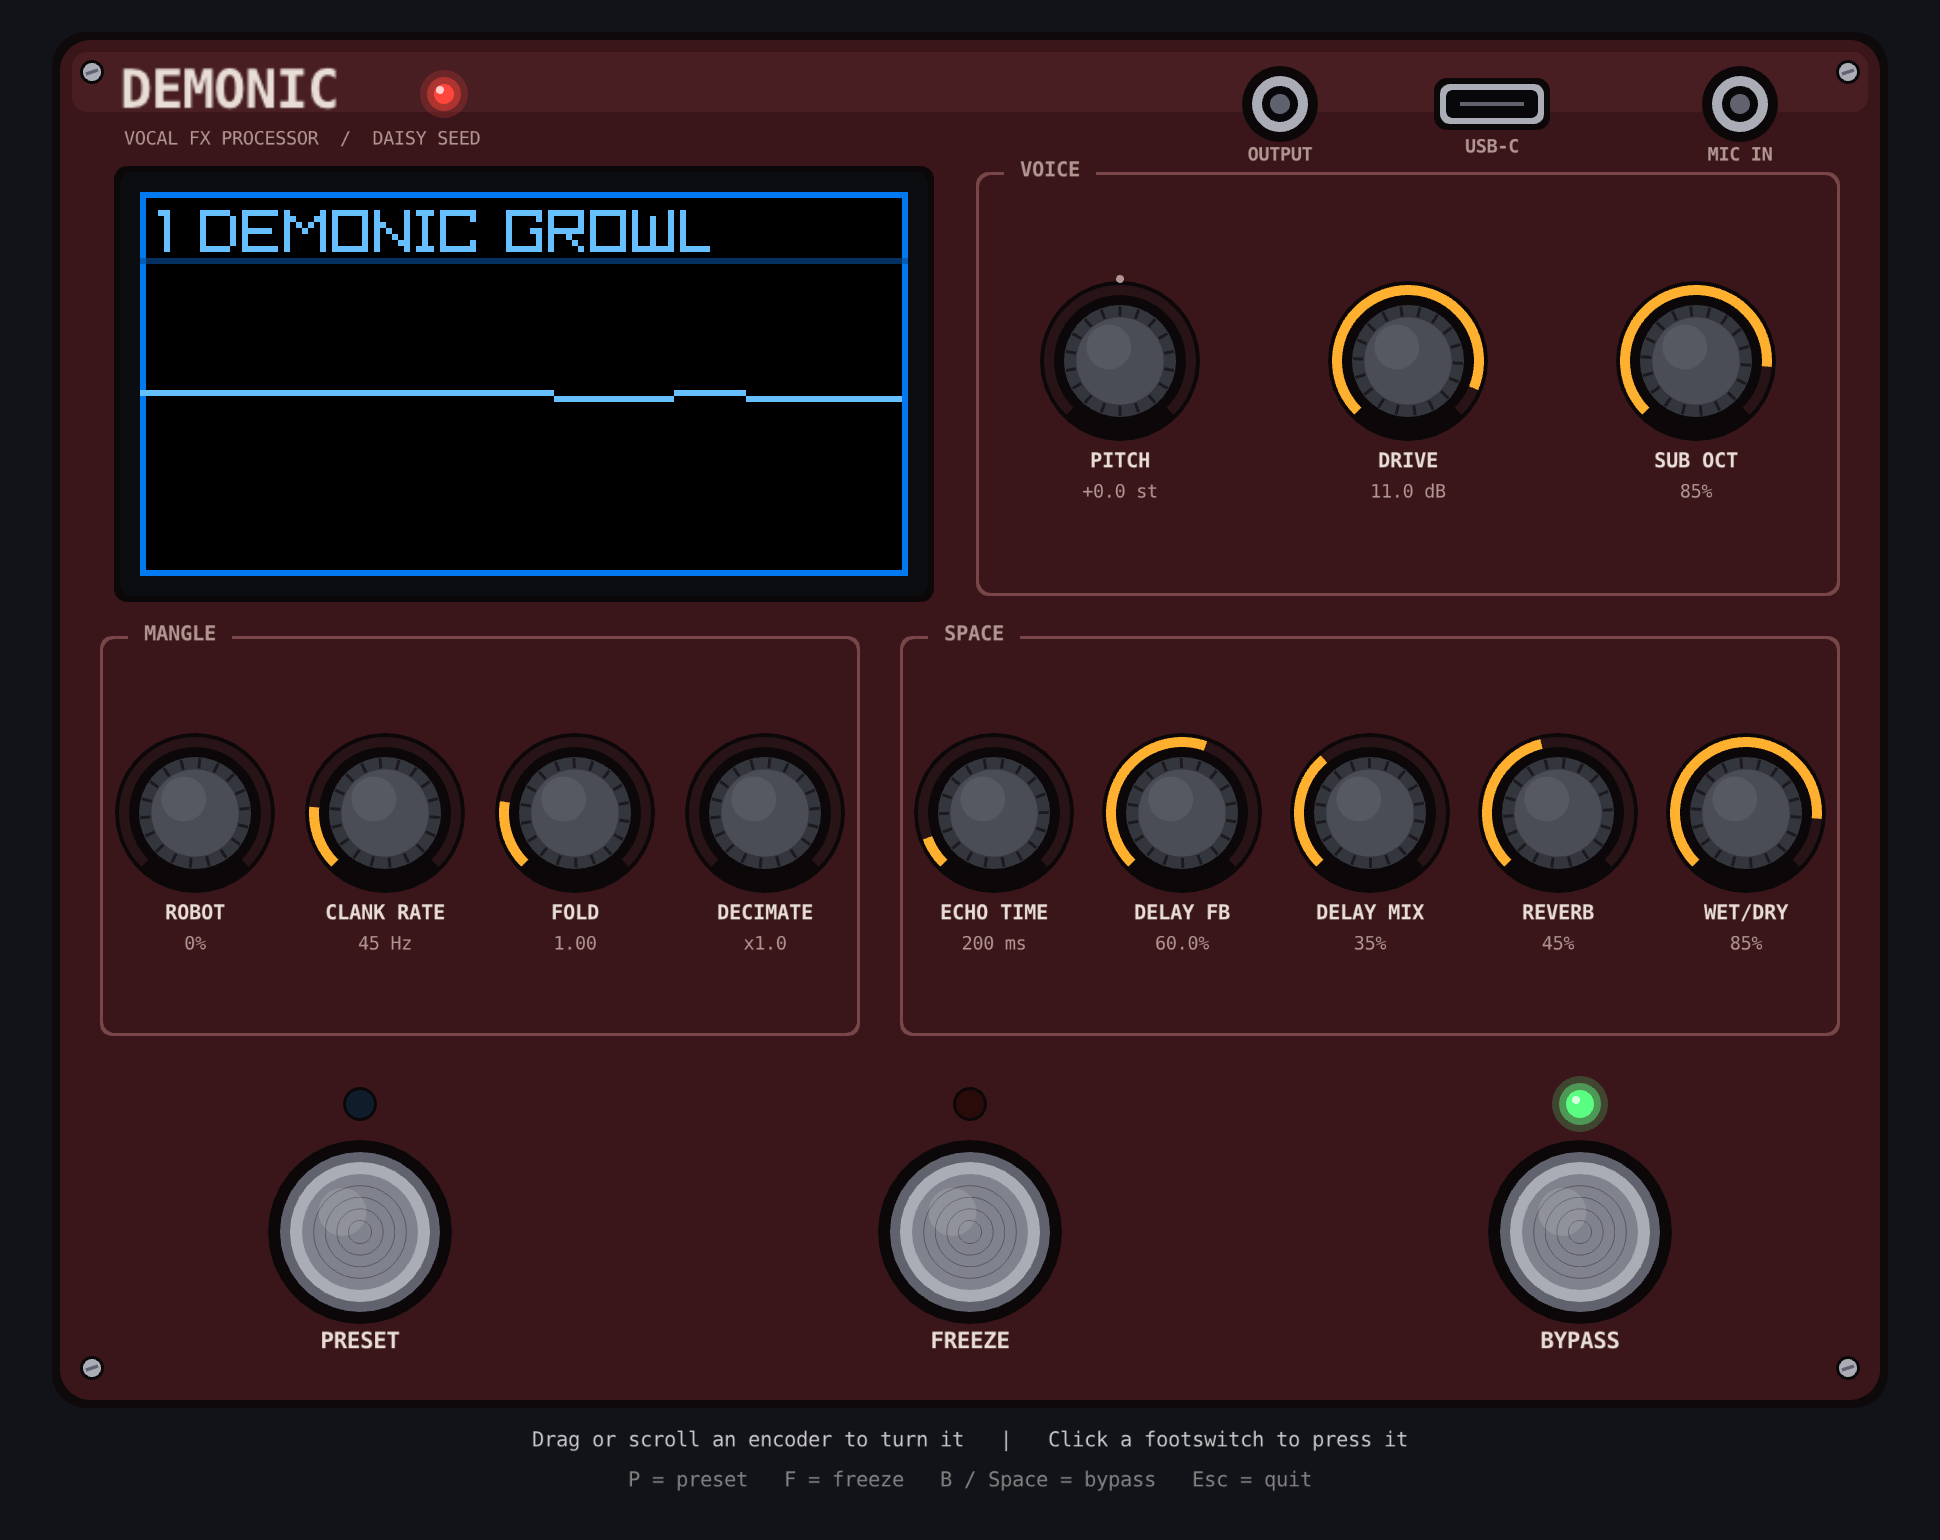 DEMONIC
VOCAL FX PROCESSOR / DAISY SEED
OUTPUT
USB-C
MIC IN
1 DEMONIC GROWL
VOICE
PITCH
+0.0 st
DRIVE
11.0 dB
SUB OCT
85%
MANGLE
ROBOT
0%
CLANK RATE
45 Hz
FOLD
1.00
DECIMATE
x1.0
SPACE
ECHO TIME
200 ms
DELAY FB
60.0%
DELAY MIX
35%
REVERB
45%
WET/DRY
85%
PRESET
FREEZE
BYPASS
Drag or scroll an encoder to turn it | Click a footswitch to press it
P = preset F = freeze B / Space = bypass Esc = quit